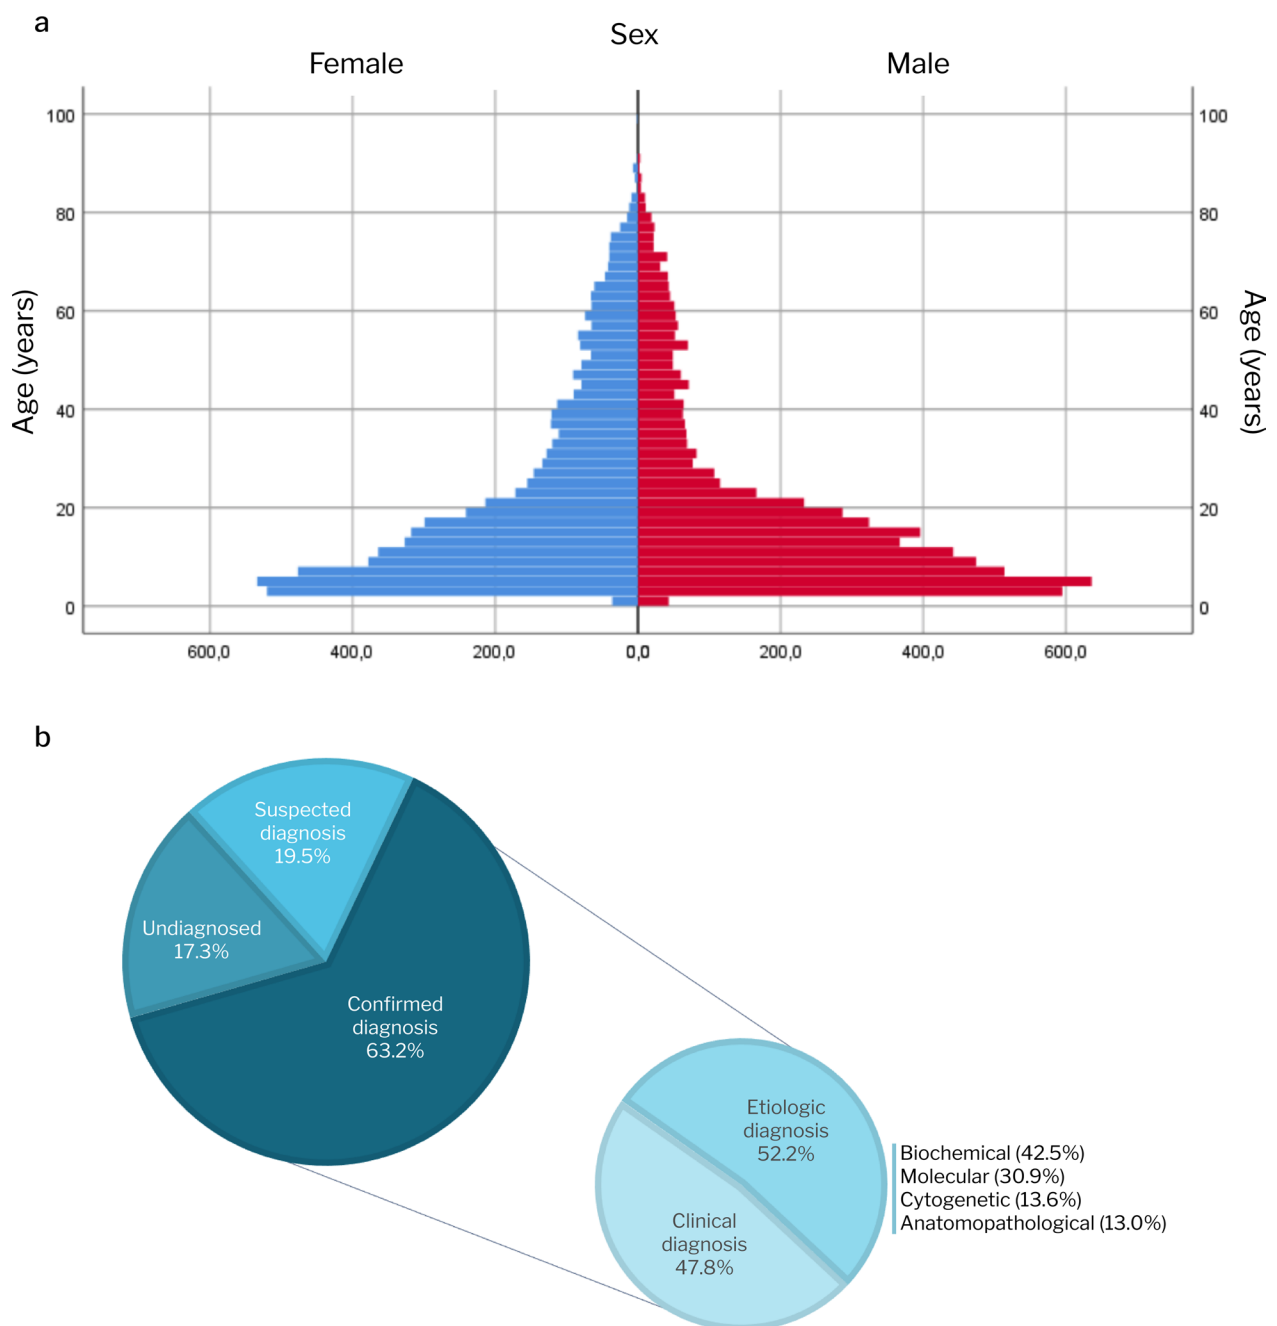 a
Sex
Female
Male
100
100
80
80
60
60
40
40
20
20
0
0
Age (years)
Age (years)
600,0
400,0
200,0
0,0
200,0
400,0
600,0
b
Suspected
diagnosis
19.5%
Undiagnosed
17.3%
Confirmed
diagnosis
63.2%
Etiologic
diagnosis
52.2%
Clinical
diagnosis
47.8%
Biochemical (42.5%)
Molecular (30.9%)
Cytogenetic (13.6%)
Anatomopathological (13.0%)